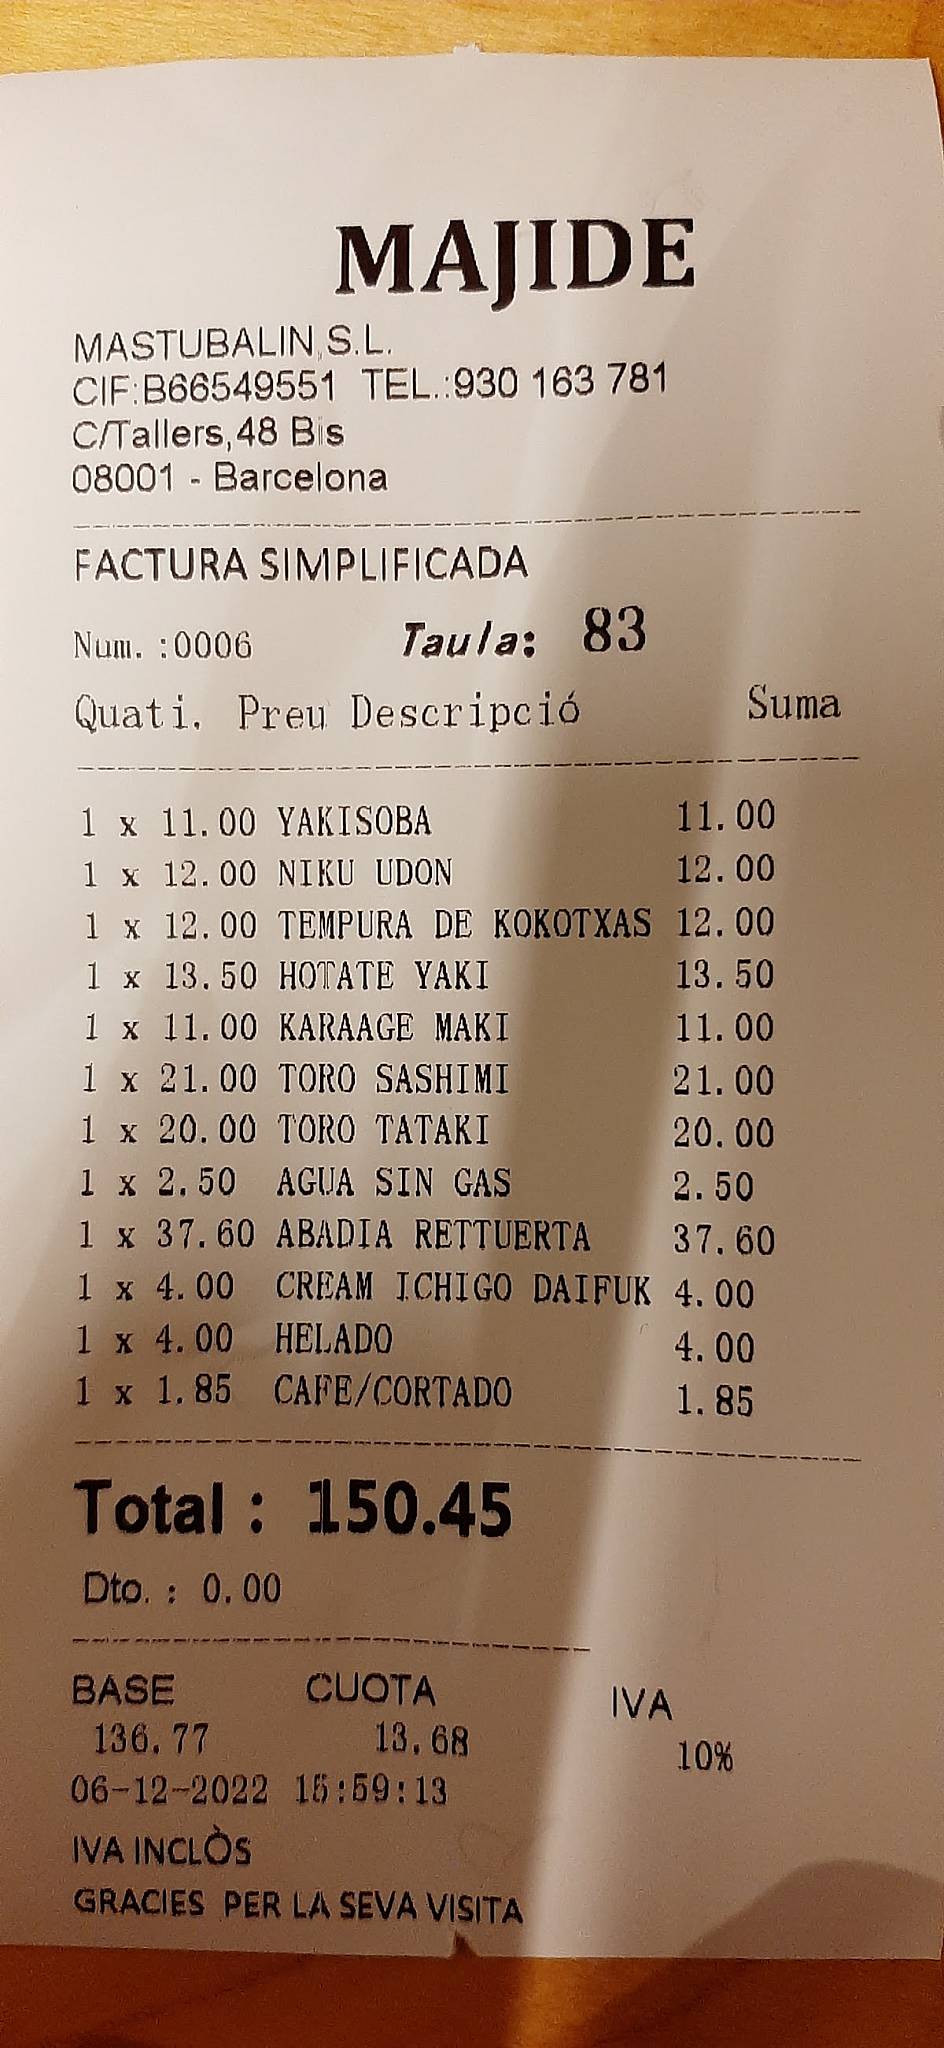 MAJIDE
MASTUBALIN,S.L.
CIF:B66549551 TEL.:930 163 781
C/Tallers,48 Bis
08001 - Barcelona
FACTURA SIMPLIFICADA
Num. :0006 Taula: 83
Quati. Preu Descripció Suma
1 x 11.00 YAKISOBA 11.00
1 x 12.00 NIKU UDON 12.00
1 x 12.00 TEMPURA DE KOKOTXAS 12.00
1 x 13.50 HOTATE YAKI 13.50
1 x 11.00 KARAAGE MAKI 11.00
1 x 21.00 TORO SASHIMI 21.00
1 x 20.00 TORO TATAKI 20.00
1 x 2.50 AGUA SIN GAS 2.50
1 x 37.60 ABADIA RETTUERTA 37.60
1 x 4.00 CREAM ICHIGO DAIFUK 4.00
1 x 4.00 HELADO 4.00
1 x 1.85 CAFE/CORTADO 1.85
Total : 150.45
Dto. : 0.00
BASE CUOTA IVA
136.77 13.68 10%
06-12-2022 15:59:13
IVA INCLÒS
GRACIES PER LA SEVA VISITA